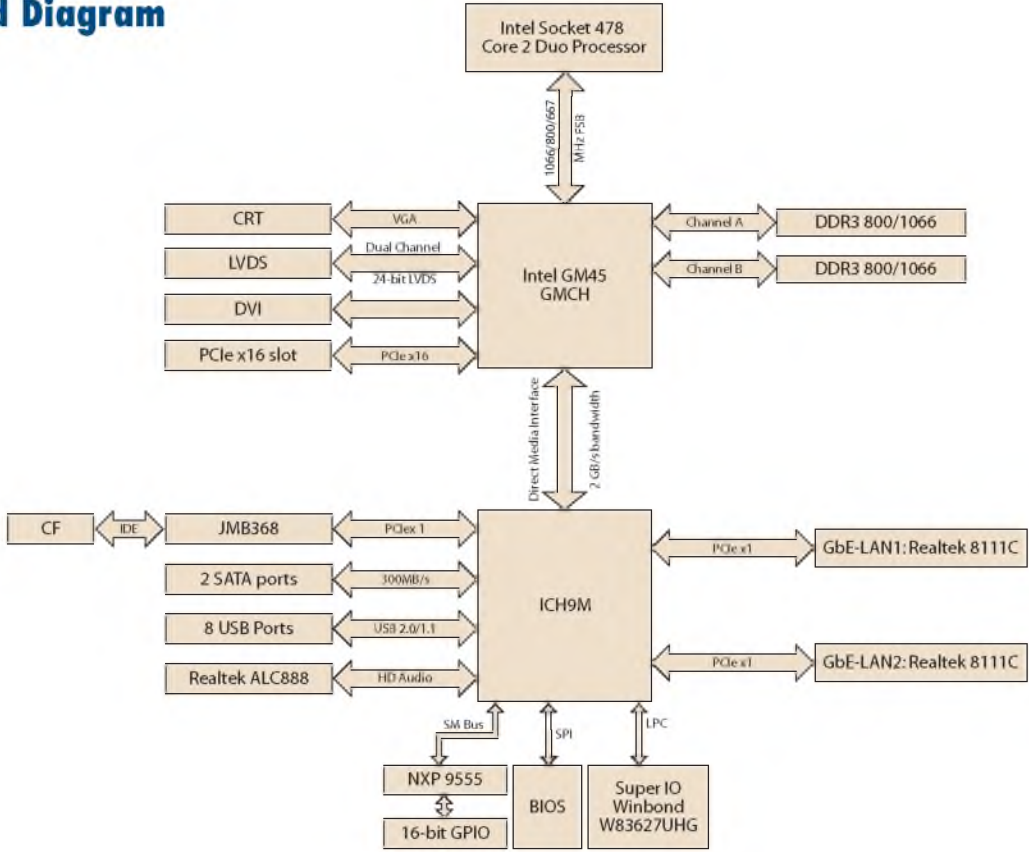 d Diagram
Intel Socket 478
Core 2 Duo Processor
1066/800/667
MHz FSB
CRT
VGA
Channel A
DDR3 800/1066
Dual Channel
LVDS
24-bit LVDS
Intel GM45
GMCH
Channel B
DDR3 800/1066
DVI
PCIe x16 slot
PCIe x16
Direct Media Interface
2 GB/s bandwidth
CF
IDE
JMB368
PCIex 1
PCIe x1
GbE-LAN1: Realtek 8111C
2 SATA ports
300MB/s
ICH9M
8 USB Ports
USB 2.0/1.1
Realtek ALC888
HD Audio
PCIe x1
GbE-LAN2: Realtek 8111C
SM Bus
SPI
LPC
NXP 9555
16-bit GPIO
BIOS
Super IO
Winbond
W83627UHG